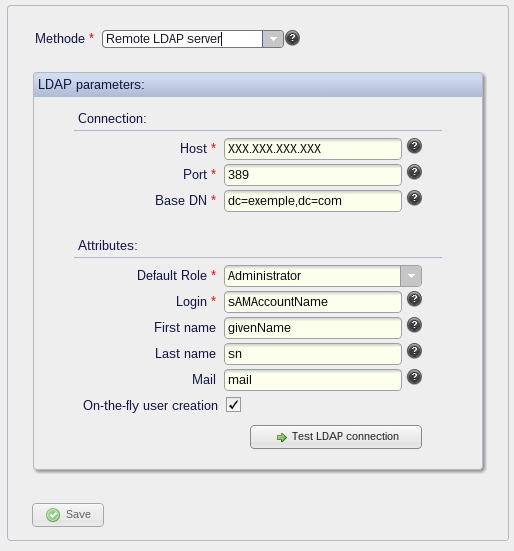 Methode * Remote LDAP server ?
LDAP parameters:
Connection:
Host * XXX.XXX.XXX.XXX ?
Port * 389 ?
Base DN * dc=exemple,dc=com ?
Attributes:
Default Role * Administrator
Login * sAMAccountName ?
First name givenName ?
Last name sn ?
Mail mail ?
On-the-fly user creation
Test LDAP connection
Save